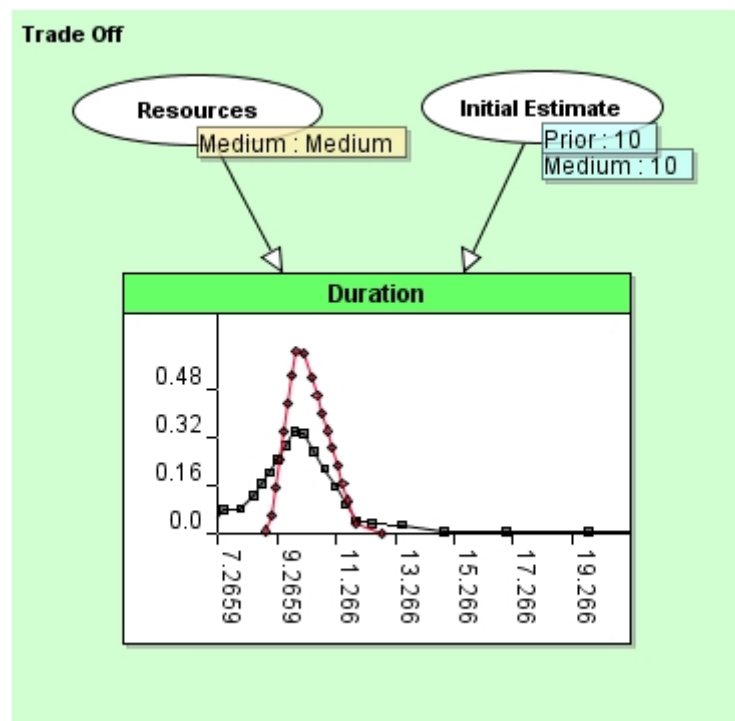 Trade Off
Resources
Initial Estimate
Medium : Medium
Prior : 10
Medium : 10
Duration
0.48
0.32
0.16
0.0
7.2659
9.2659
11.266
13.266
15.266
17.266
19.266